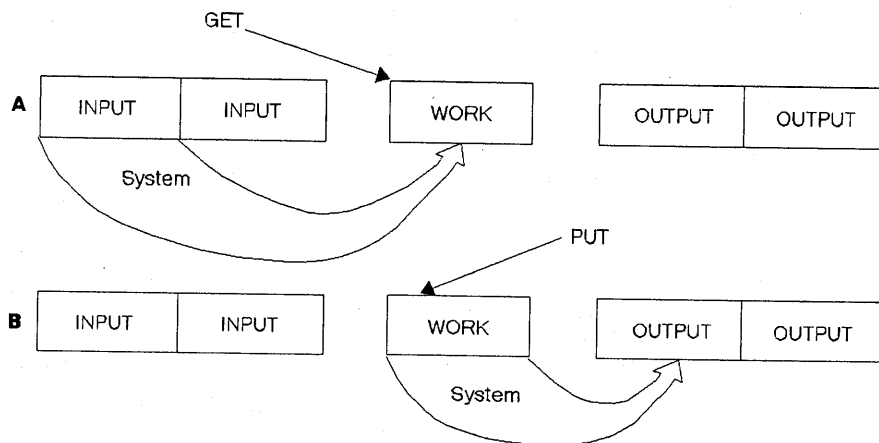 GET
A INPUT INPUT WORK OUTPUT OUTPUT
System
PUT
B INPUT INPUT WORK OUTPUT OUTPUT
System